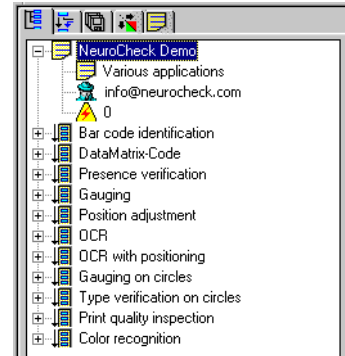 NeuroCheck Demo
Various applications
info@neurocheck.com
0
Bar code identification
DataMatrix-Code
Presence verification
Gauging
Position adjustment
OCR
OCR with positioning
Gauging on circles
Type verification on circles
Print quality inspection
Color recognition